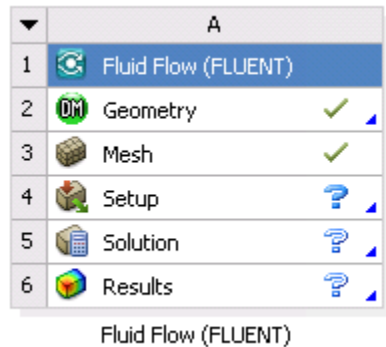 A
1 Fluid Flow (FLUENT)
2 DM Geometry
3 Mesh
4 Setup ?
5 Solution ?
6 Results ?
Fluid Flow (FLUENT)